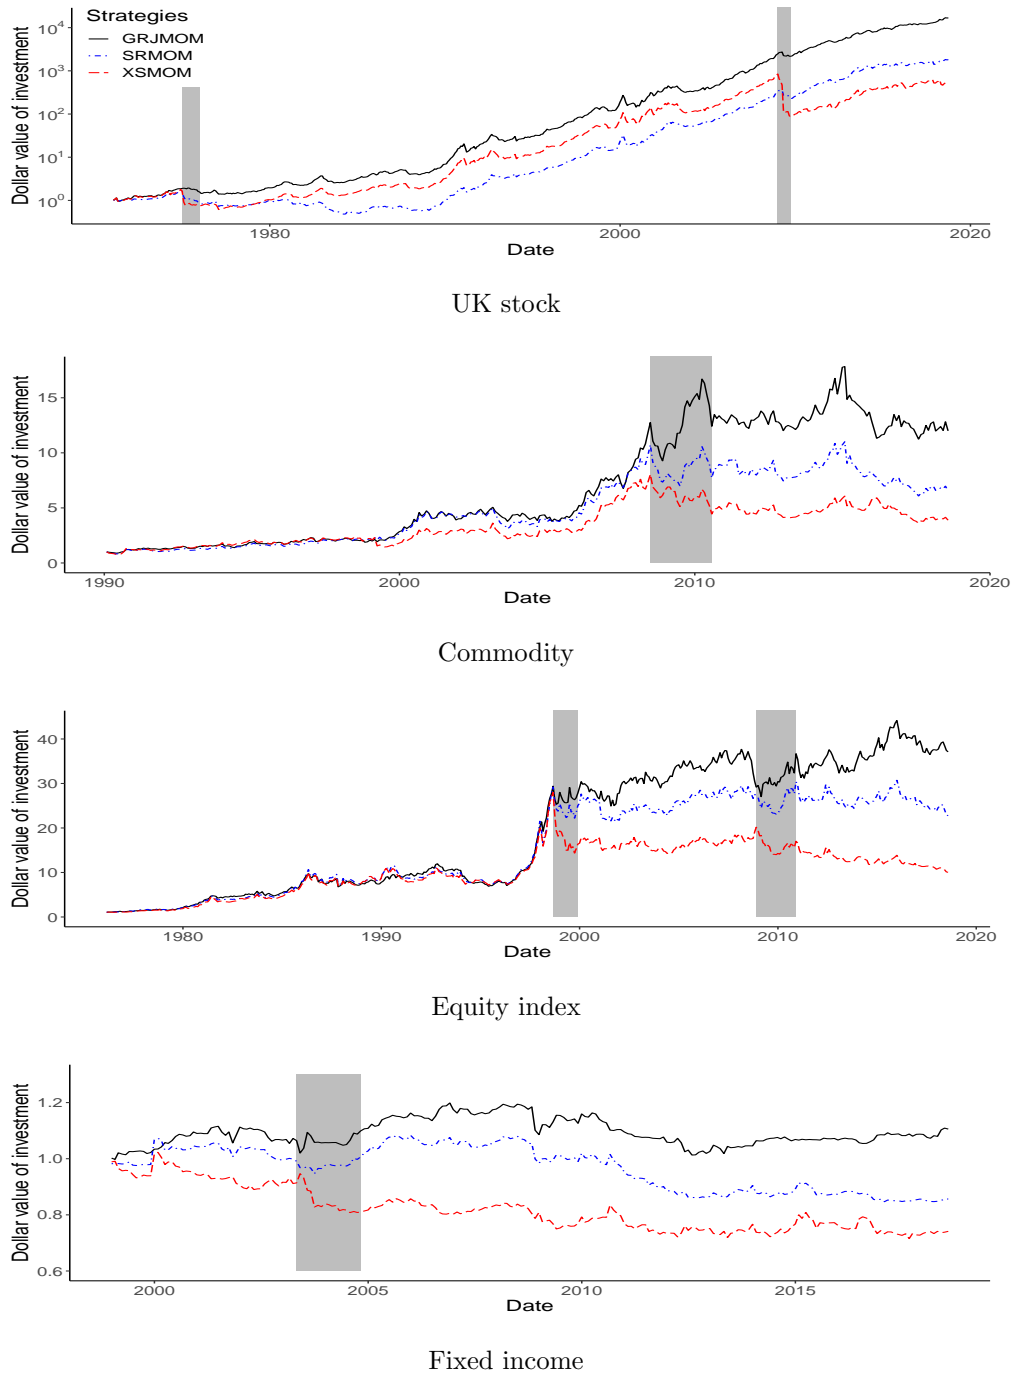 Strategies
GRJMOM
SRMOM
XSMOM
Dollar value of investment
10^4
10^3
10^2
10^1
10^0
1980 2000 2020
Date
UK stock
Dollar value of investment
15
10
5
0
1990 2000 2010 2020
Date
Commodity
Dollar value of investment
40
30
20
10
0
1980 1990 2000 2010 2020
Date
Equity index
Dollar value of investment
1.2
1.0
0.8
0.6
2000 2005 2010 2015
Date
Fixed income